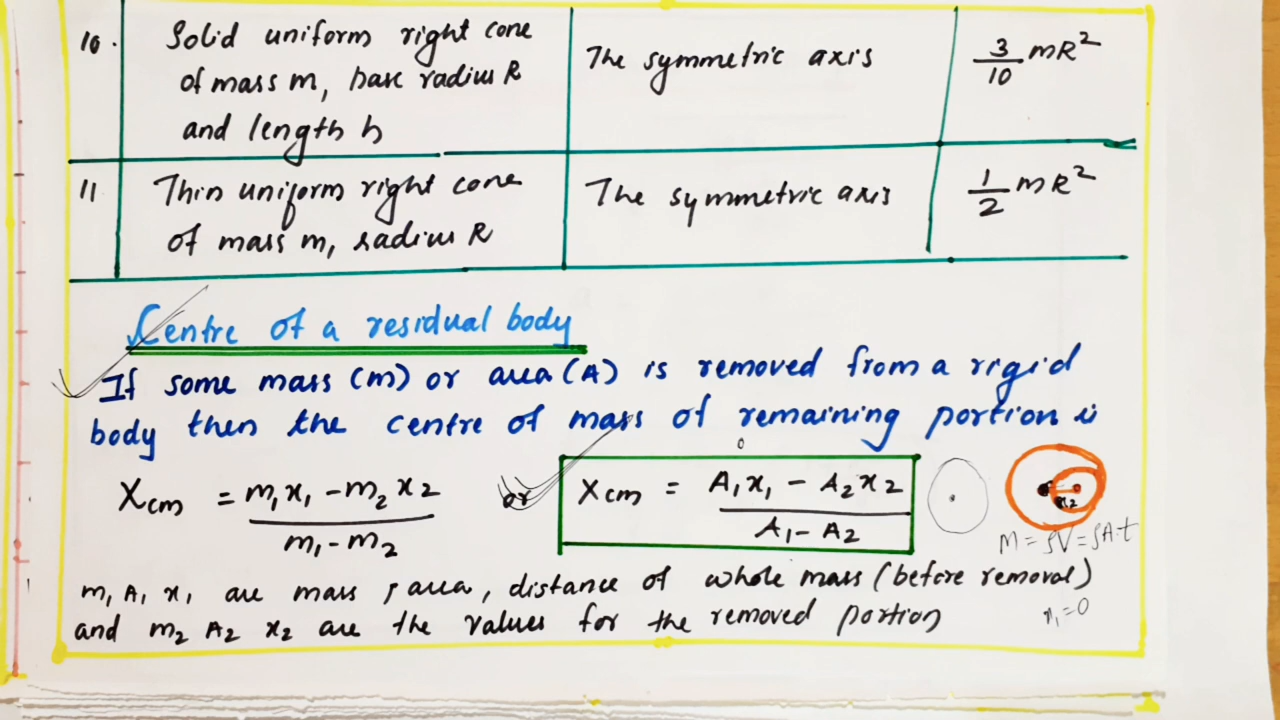 10. Solid uniform right cone of mass m, base radius R and length h | The symmetric axis | 3/10 mR²
11 Thin uniform right cone of mass m, radius R | The symmetric axis | 1/2 mR²
Centre of a residual body
If some mass (m) or area (A) is removed from a rigid
body then the centre of mass of remaining portion is
Xcm = m₁x₁ - m₂x₂ / m₁ - m₂ or Xcm = A₁x₁ - A₂x₂ / A₁ - A₂
x₂
M = ρV = ρA·t
m, A, x, are mass, area, distance of whole mass (before removal)
x₁=0
and m₂ A₂ x₂ are the values for the removed portion